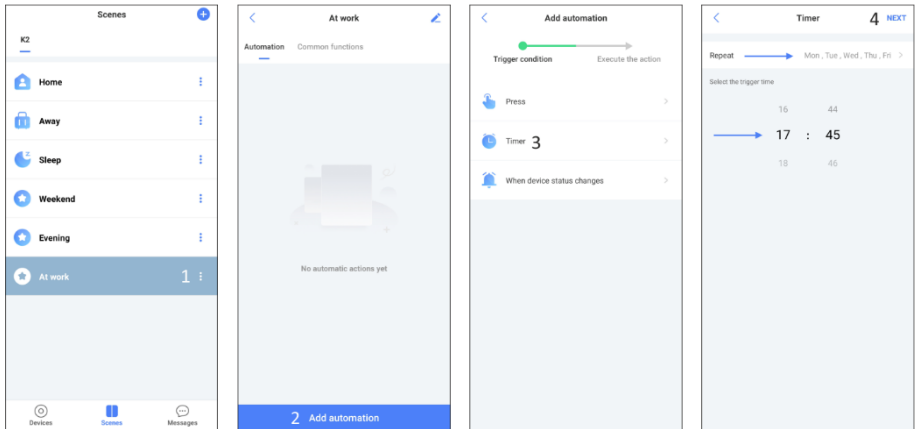 Scenes
K2
Home
Away
Sleep
Weekend
Evening
At work 1
Devices
Scenes
Messages
At work
Automation Common functions
No automatic actions yet
2 Add automation
Add automation
Trigger condition Execute the action
Press
Timer 3
When device status changes
Timer 4 NEXT
Repeat Mon , Tue , Wed , Thu , Fri
Select the trigger time
16 44
17 : 45
18 46